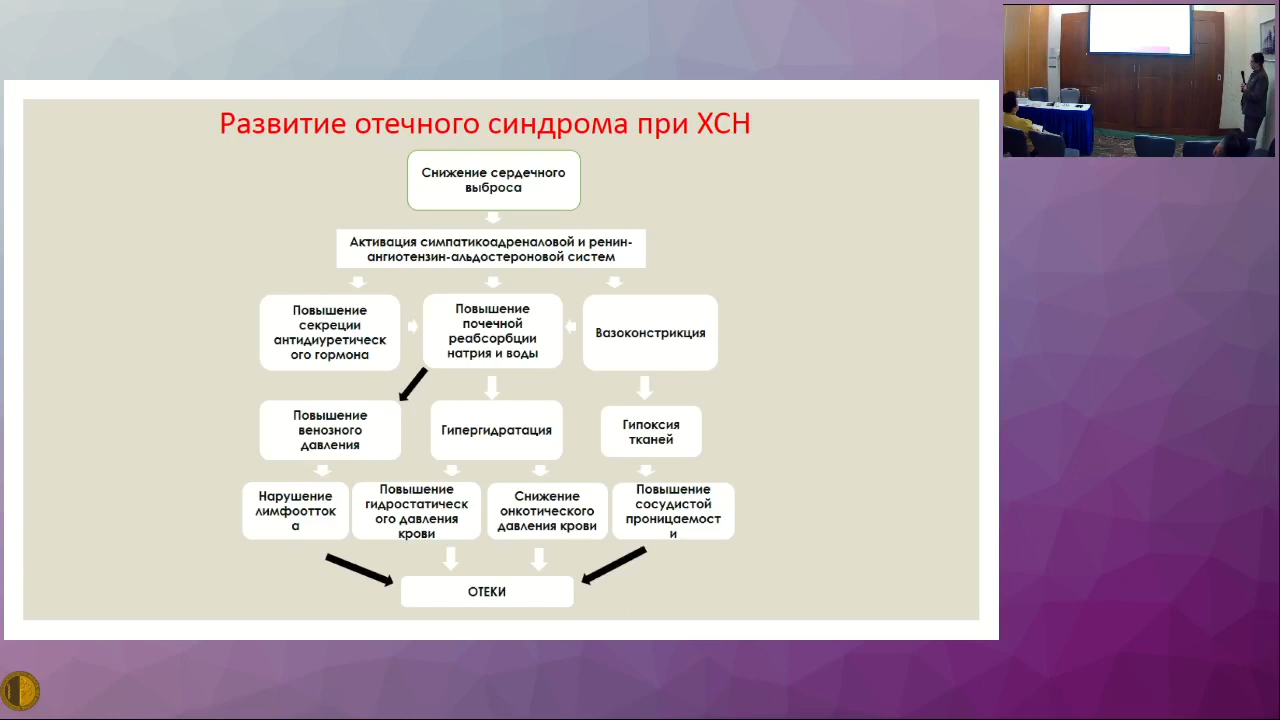 Развитие отечного синдрома при ХСН
Снижение сердечного
выброса
Активация симпатикоадреналовой и ренин-
ангиотензин-альдостероновой систем
Повышение
секреции
антидиуретическ
ого гормона
Повышение
почечной
реабсорбции
натрия и воды
Вазоконстрикция
Повышение
венозного
давления
Гипергидратация
Гипоксия
тканей
Нарушение
лимфоотток
а
Повышение
гидростатическ
ого давления
крови
Снижение
онкотического
давления крови
Повышение
сосудистой
проницаемост
и
ОТЕКИ